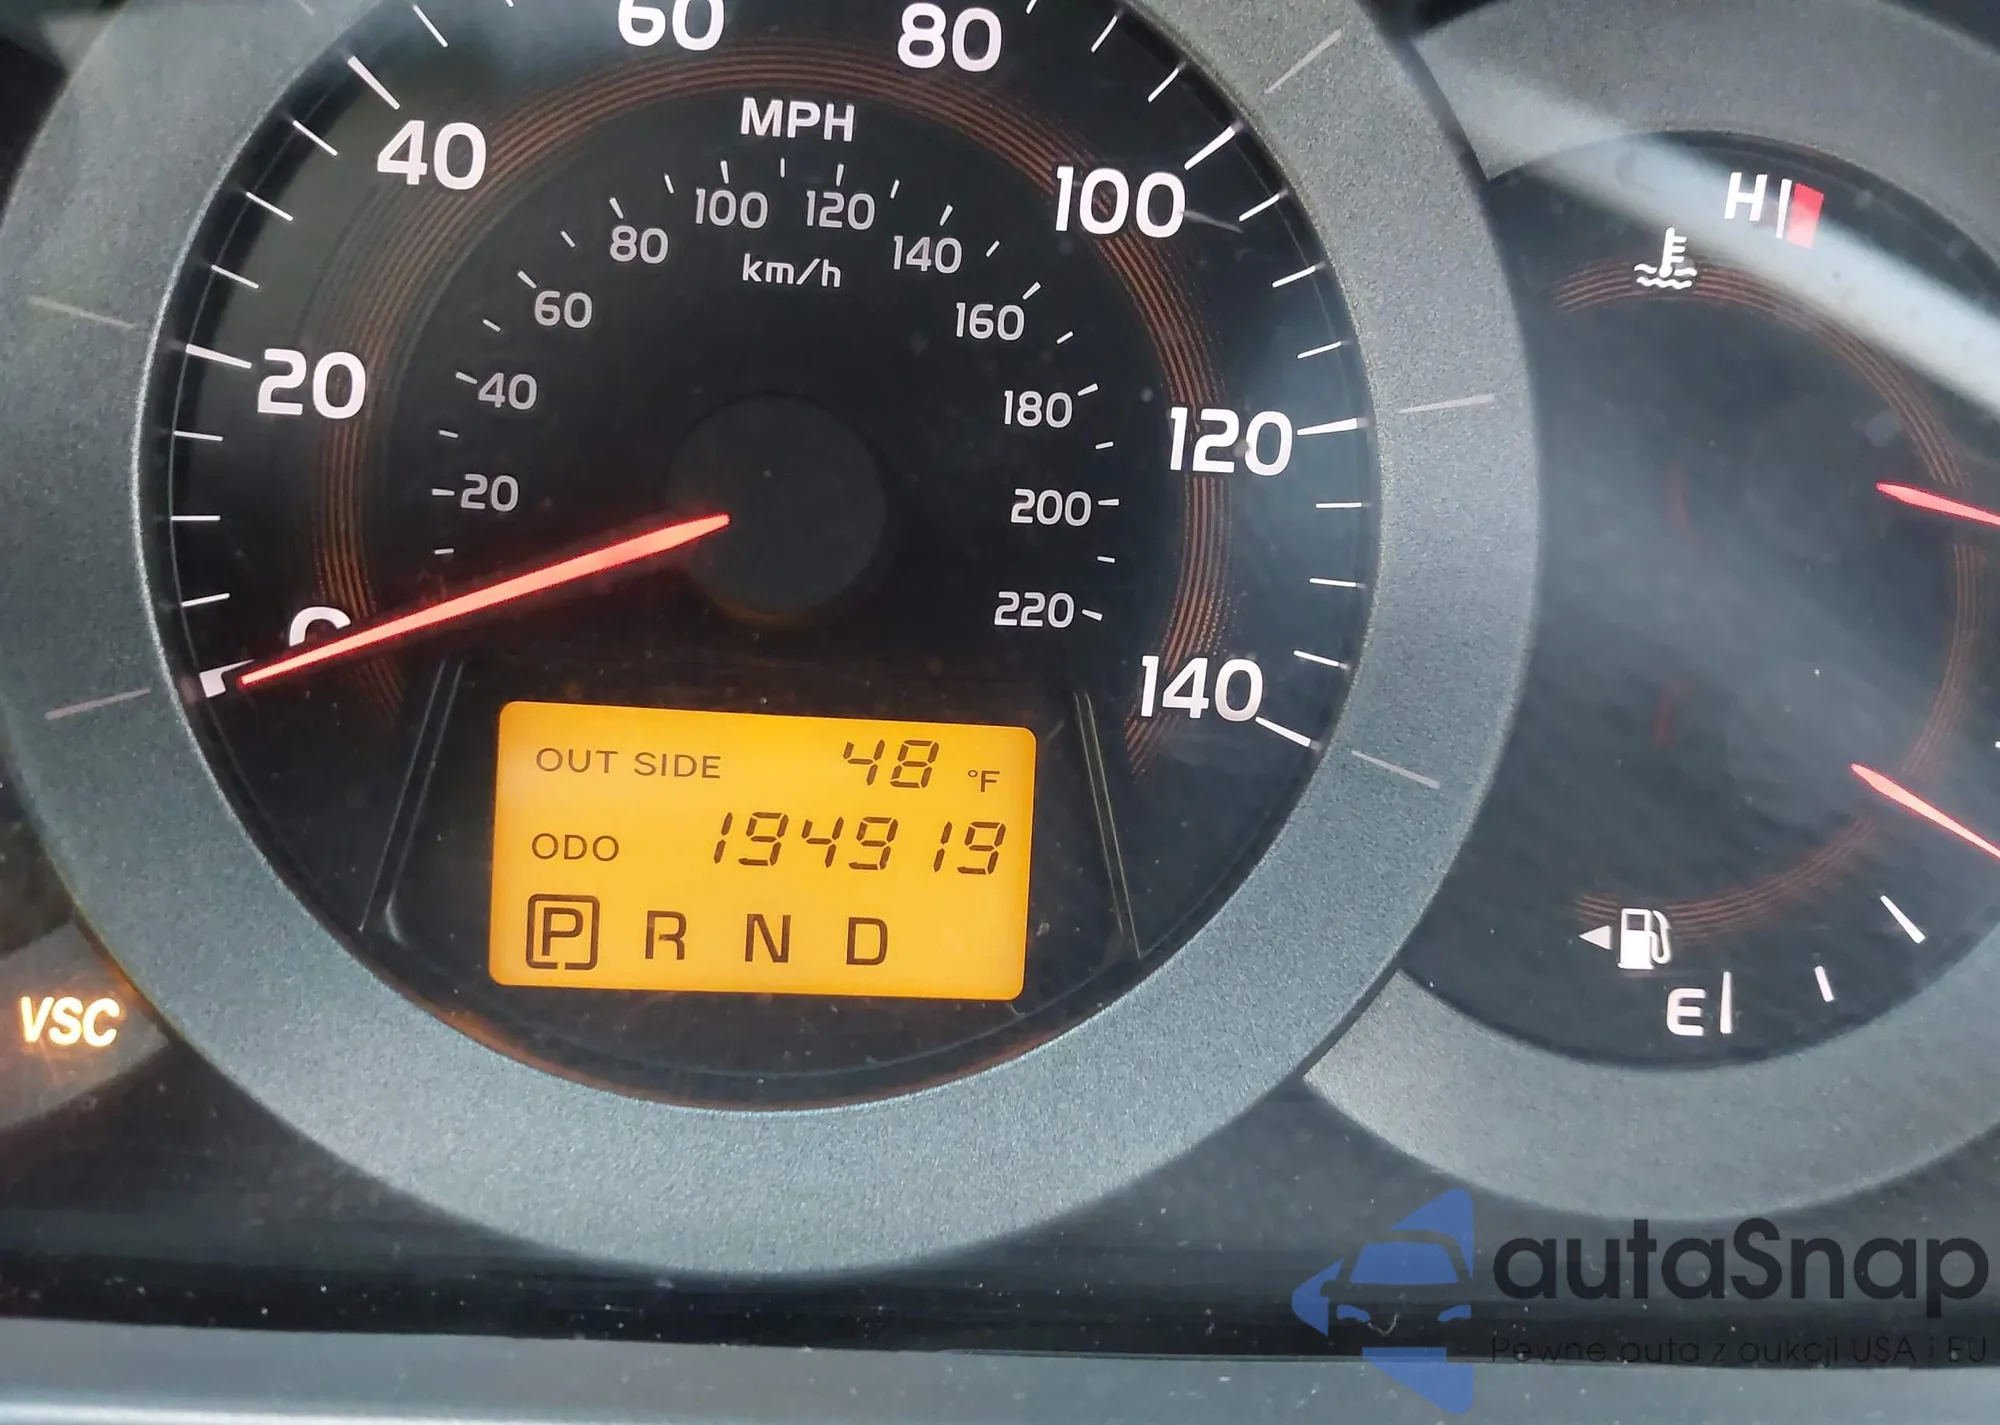 60 80
MPH
40 100
100 120
80 140
km/h
60 160
20 40 180 120
20 200
0 220
140
H
OUT SIDE 48 °F
ODO 194919
P R N D
E
VSC
autaSnap
Pewne auta z aukcji USA i EU